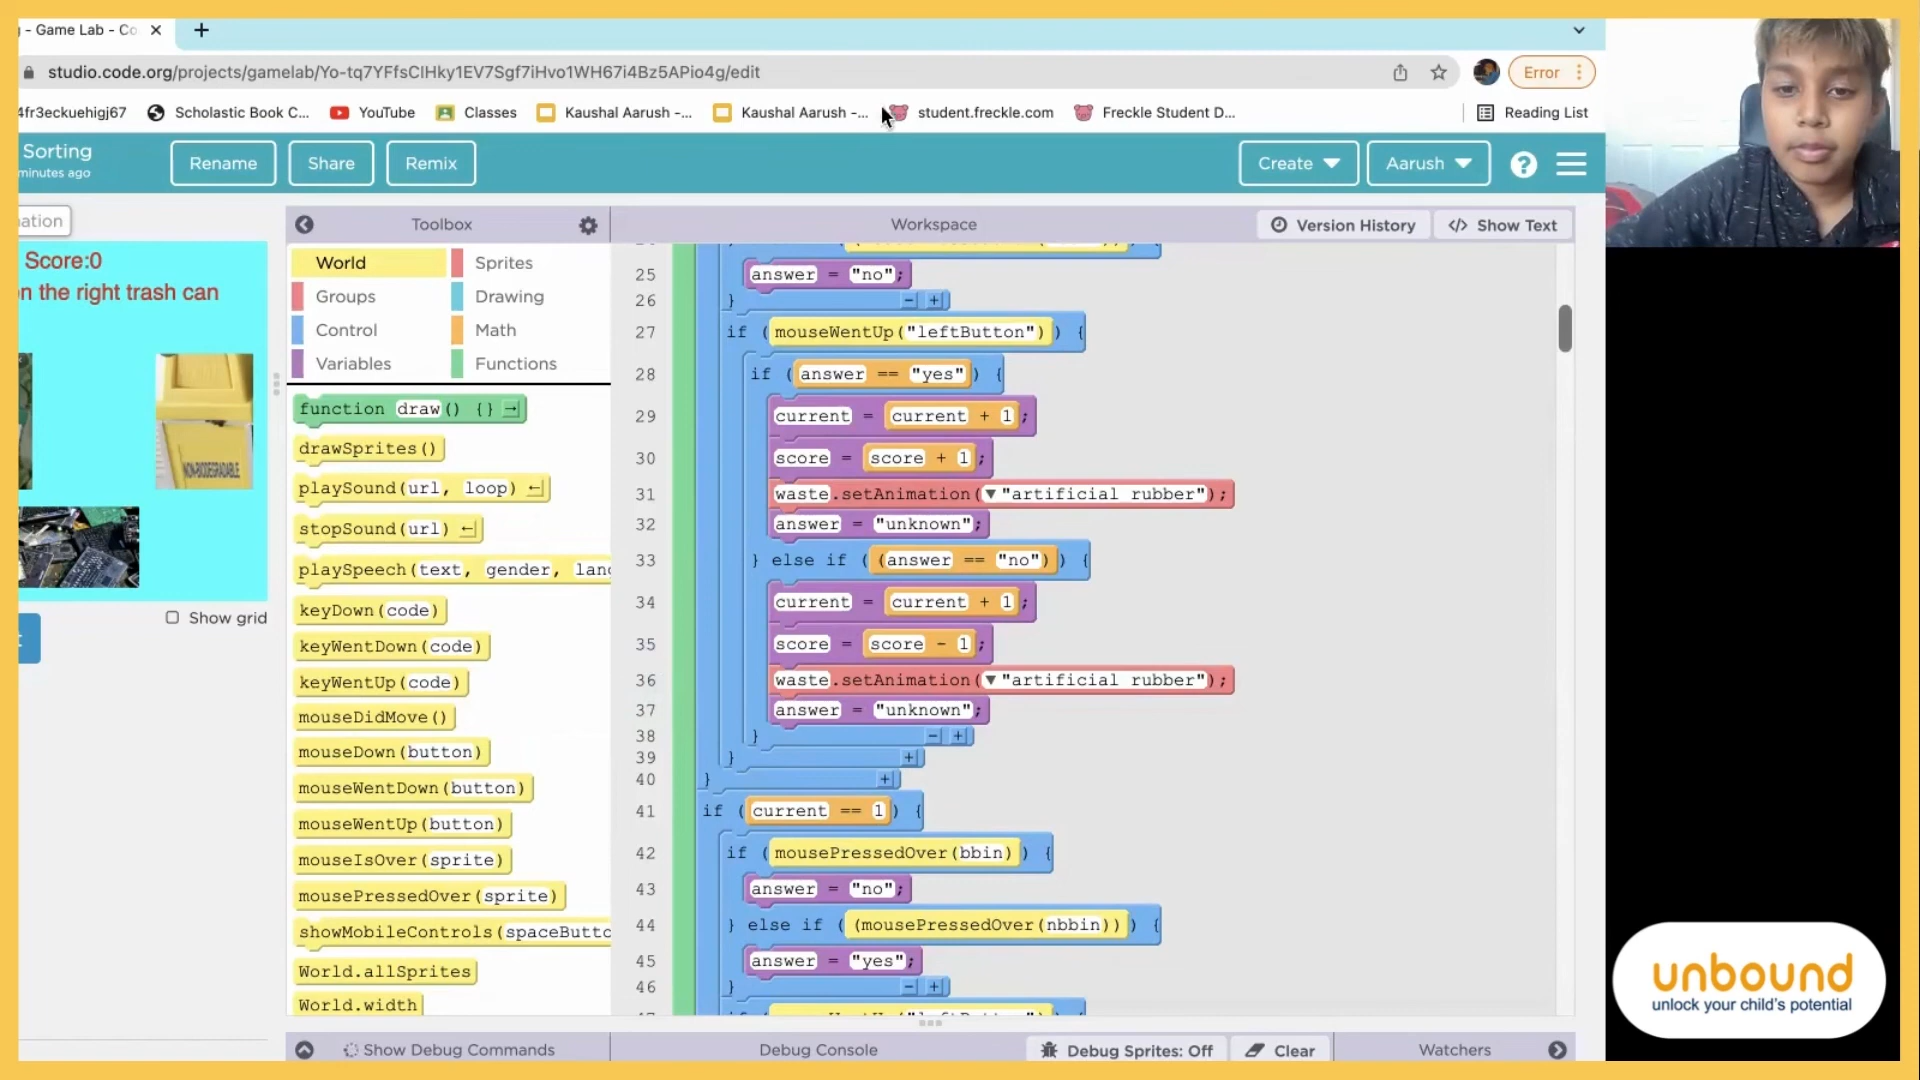 - Game Lab - Co
studio.code.org/projects/gamelab/Yo-tq7YFfsClHky1EV7Sgf7iHvo1WH67i4Bz5APio4g/edit
Error
4fr3eckuehigj67
Scholastic Book C...
YouTube
Classes
Kaushal Aarush -...
Kaushal Aarush -...
student.freckle.com
Freckle Student D...
Reading List
Sorting
minutes ago
Rename
Share
Remix
Create
Aarush
?
ation
Toolbox
Workspace
Version History
</> Show Text
Score:0
n the right trash can
NON-BIODEGRADABLE
Show grid
World
Sprites
Groups
Drawing
Control
Math
Variables
Functions
function draw() {}
drawSprites()
playSound(url, loop)
stopSound(url)
playSpeech(text, gender, lang
keyDown(code)
keyWentDown(code)
keyWentUp(code)
mouseDidMove()
mouseDown(button)
mouseWentDown(button)
mouseWentUp(button)
mouseIsOver(sprite)
mousePressedOver(sprite)
showMobileControls(spaceButto
World.allSprites
World.width
25 answer = "no";
26 } - +
27 if (mouseWentUp("leftButton")) {
28 if (answer == "yes") {
29 current = current + 1;
30 score = score + 1;
31 waste.setAnimation(▼"artificial rubber");
32 answer = "unknown";
33 } else if ((answer == "no")) {
34 current = current + 1;
35 score = score - 1;
36 waste.setAnimation(▼"artificial rubber");
37 answer = "unknown";
38 } - +
39 } +
40 } +
41 if (current == 1) {
42 if (mousePressedOver(bbin)) {
43 answer = "no";
44 } else if ((mousePressedOver(nbbin))) {
45 answer = "yes";
46 } - +
Show Debug Commands
Debug Console
Debug Sprites: Off
Clear
Watchers
unbound
unlock your child's potential